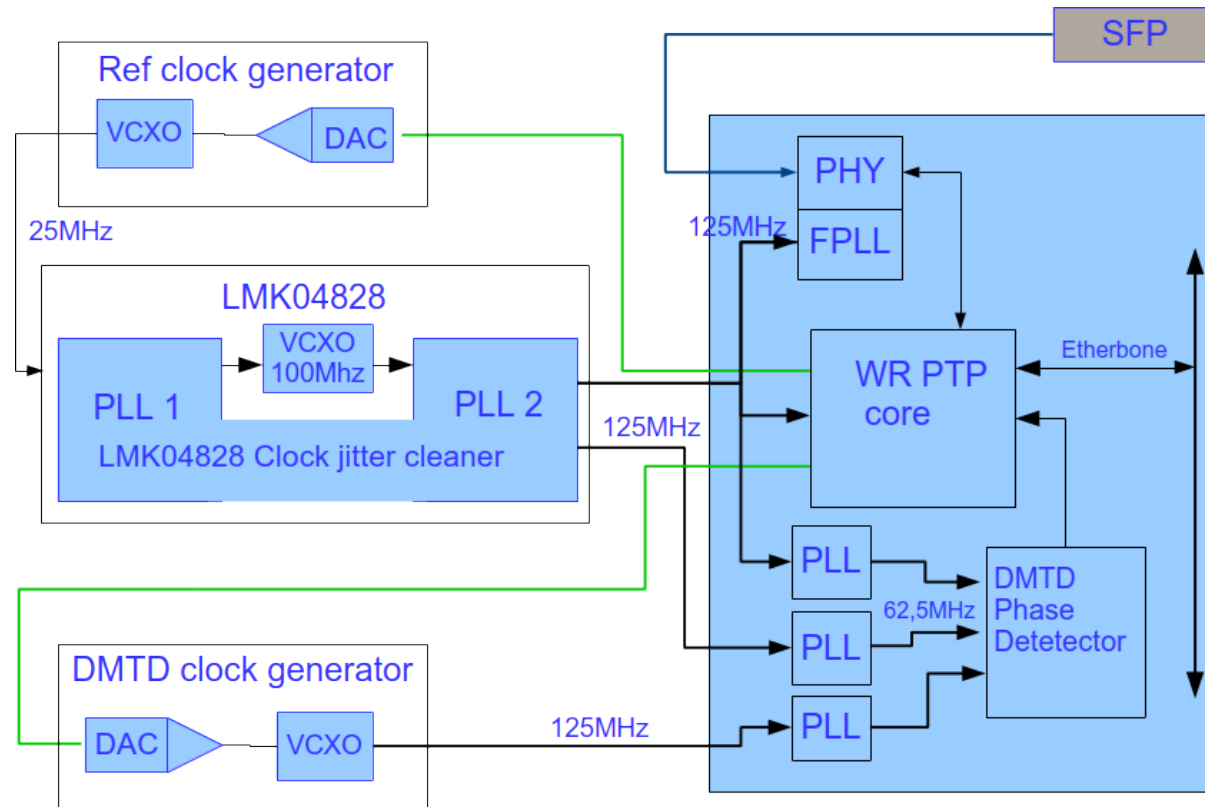 SFP
Ref clock generator
VCXO
DAC
25MHz
LMK04828
VCXO
100Mhz
PLL 1
PLL 2
LMK04828 Clock jitter cleaner
125MHz
PHY
125MHz
FPLL
WR PTP
core
Etherbone
PLL
PLL
PLL
62,5MHz
DMTD
Phase
Detetector
DMTD clock generator
DAC
VCXO
125MHz